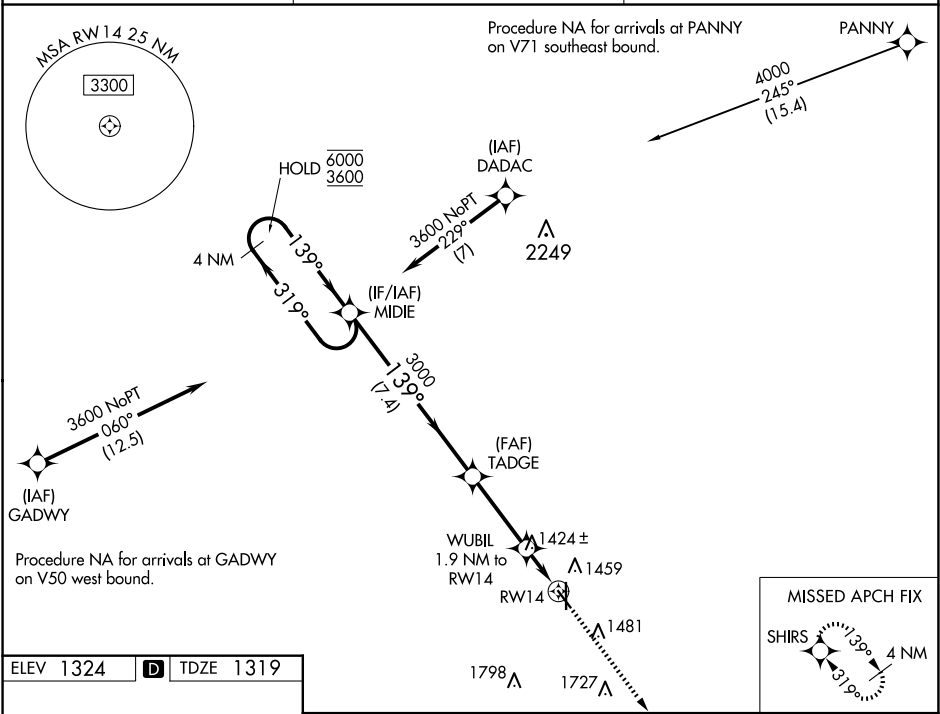 MSA RW14 25 NM
3300
Procedure NA for arrivals at PANNY
on V71 southeast bound.
PANNY
4000
245°
(15.4)
(IAF)
DADAC
3600 NoPT
229°
(7)
2249
HOLD 6000
3600
4 NM
139°
319°
(IF/IAF)
MIDIE
3000
139°
(7.4)
3600 NoPT
060°
(12.5)
(IAF)
GADWY
(FAF)
TADGE
Procedure NA for arrivals at GADWY
on V50 west bound.
WUBIL
1.9 NM to
RW14
1424 ±
1459
RW14
1481
1798
1727
MISSED APCH FIX
SHIRS
139°
319°
4 NM
ELEV 1324 D TDZE 1319